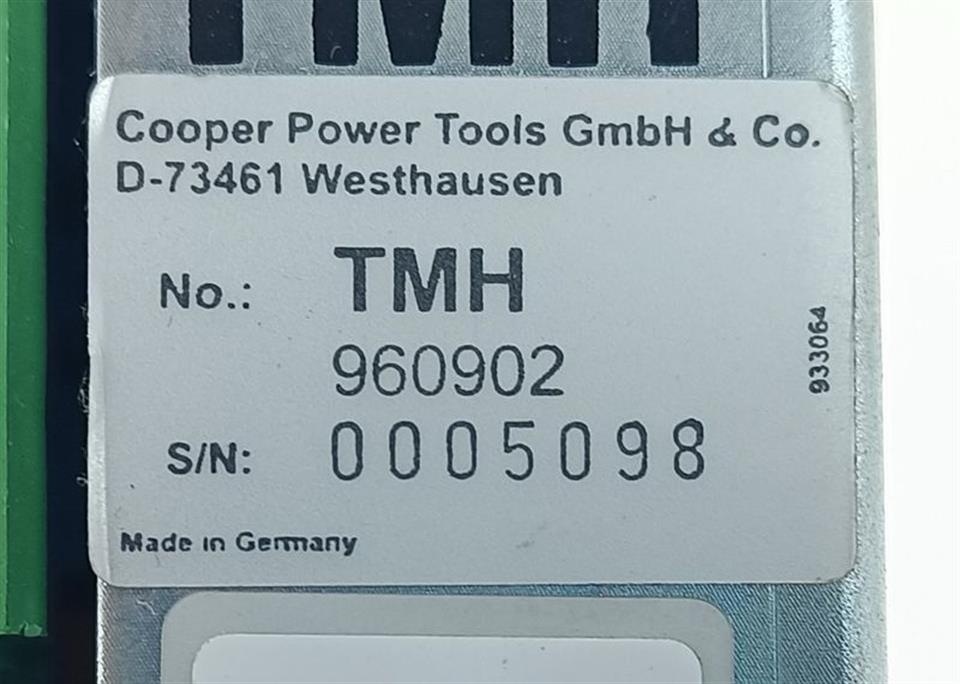 TMH
Cooper Power Tools GmbH & Co.
D-73461 Westhausen
No.: TMH
960902
933064
S/N: 0005098
Made in Germany